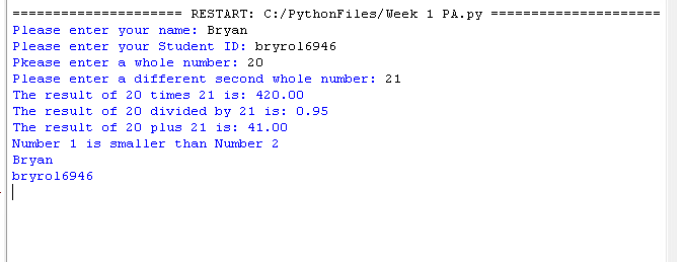 ===================== RESTART: C:/PythonFiles/Week 1 PA.py =====================
Please enter your name: Bryan
Please enter your Student ID: bryrol6946
Pkease enter a whole number: 20
Please enter a different second whole number: 21
The result of 20 times 21 is: 420.00
The result of 20 divided by 21 is: 0.95
The result of 20 plus 21 is: 41.00
Number 1 is smaller than Number 2
Bryan
bryrol6946